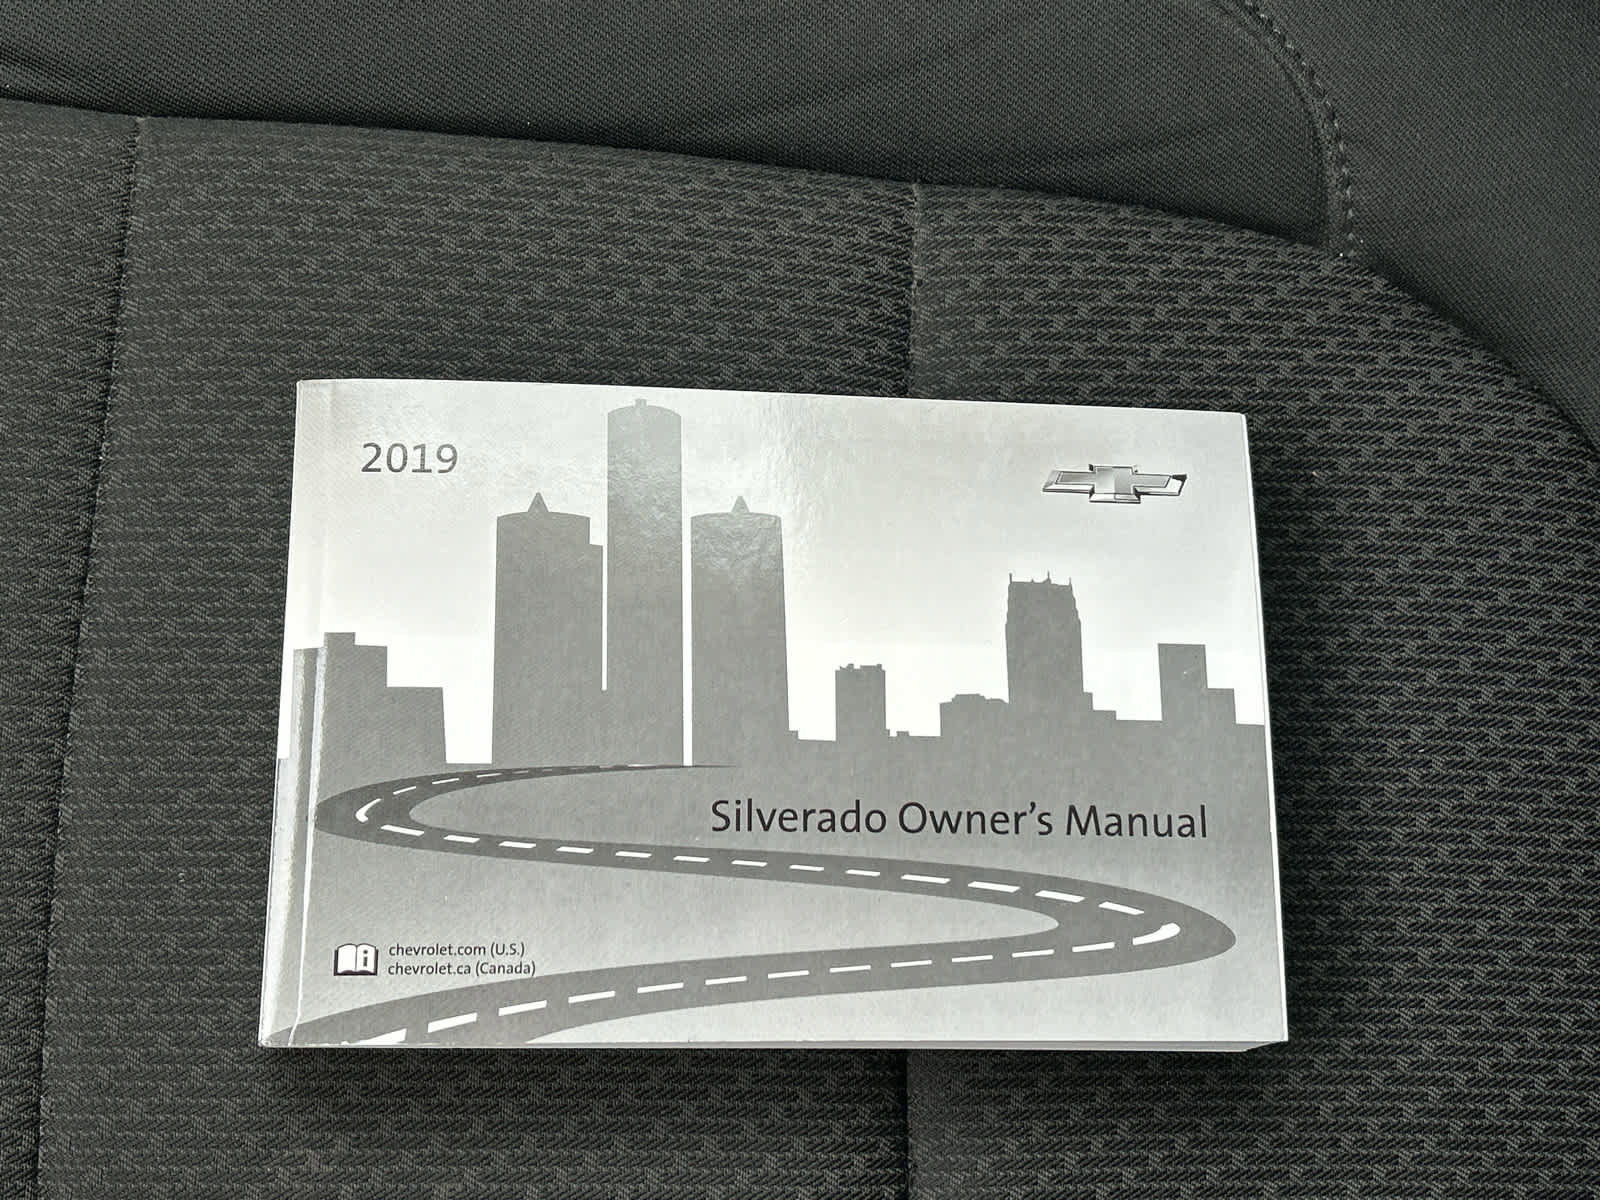 2019
Silverado Owner's Manual
chevrolet.com (U.S.)
chevrolet.ca (Canada)